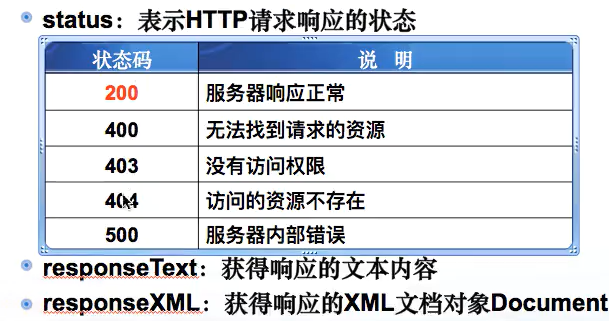 status：表示HTTP请求响应的状态
状态码 说 明
200 服务器响应正常
400 无法找到请求的资源
403 没有访问权限
404 访问的资源不存在
500 服务器内部错误
responseText：获得响应的文本内容
responseXML：获得响应的XML文档对象Document